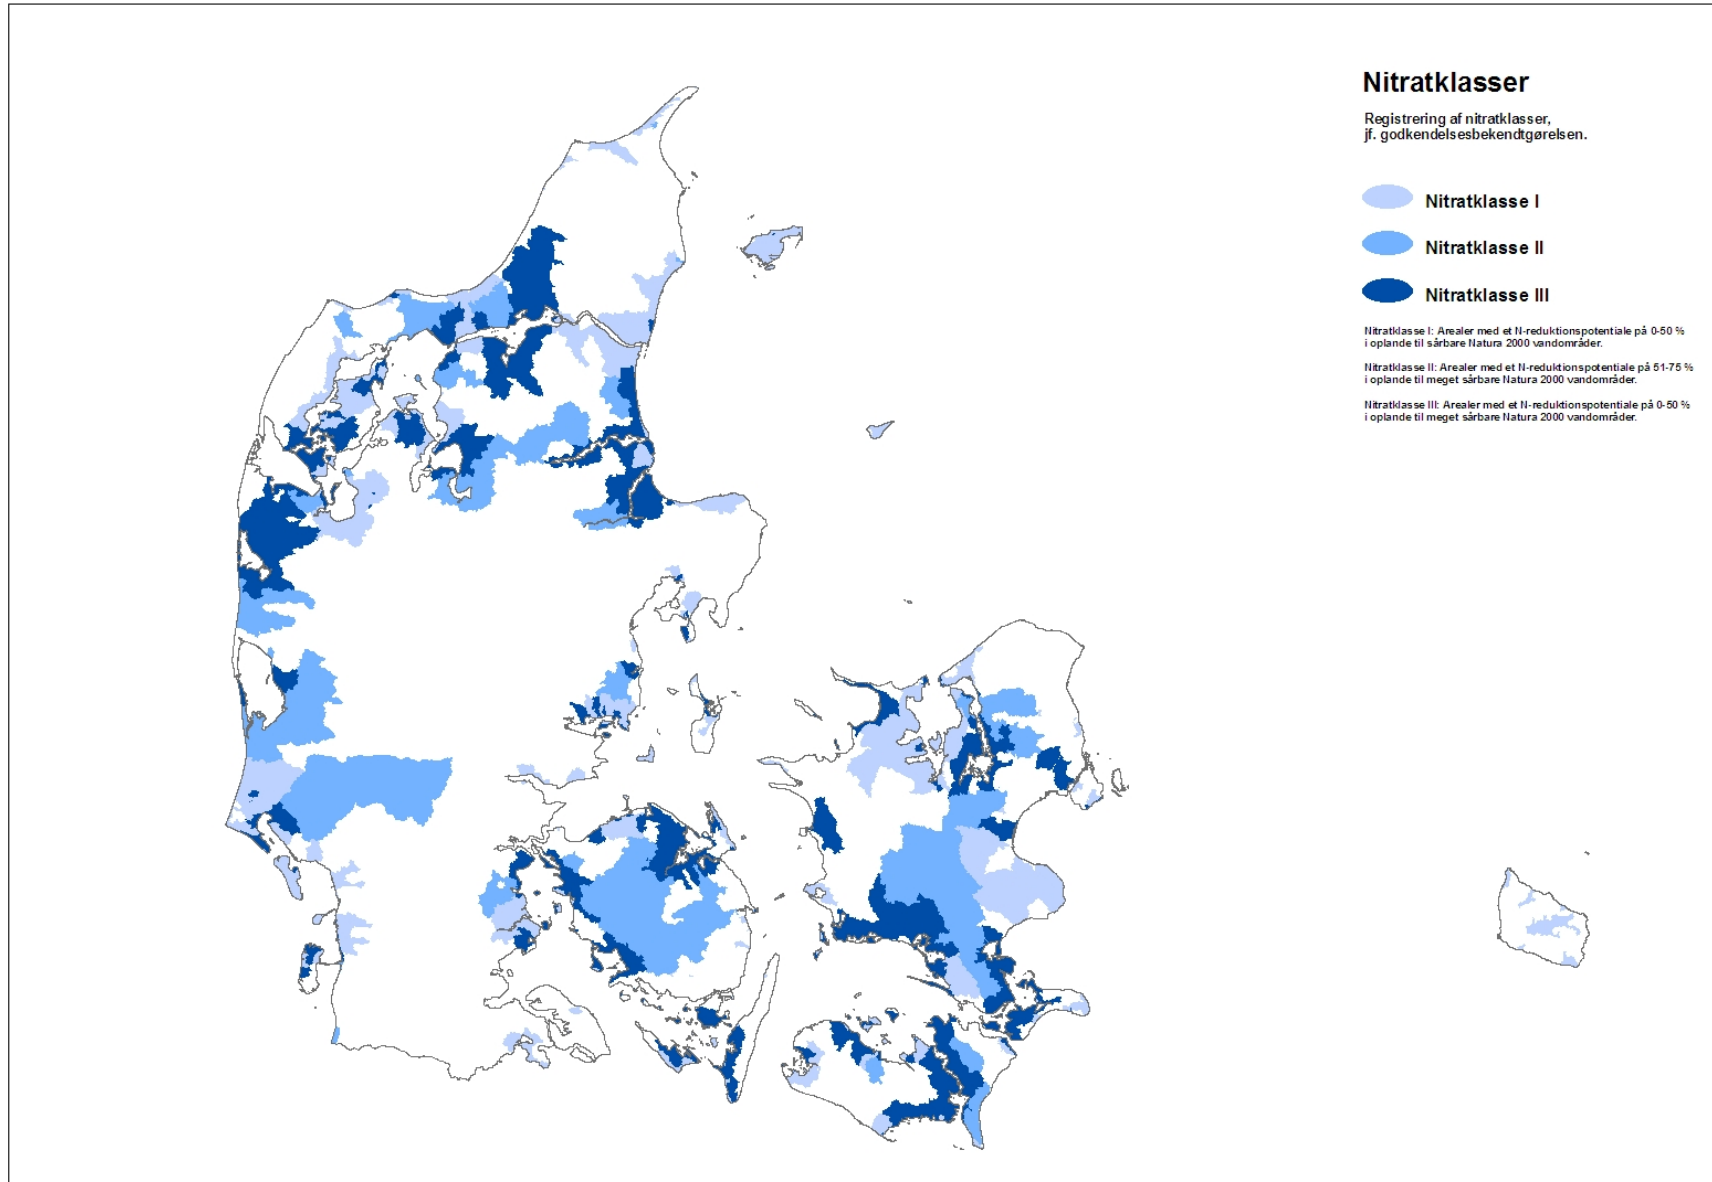 Nitratklasser
Registrering af nitratklasser,
jf. godkendelsesbekendtgørelsen.
Nitratklasse I
Nitratklasse II
Nitratklasse III
Nitratklasse I: Arealer med et N-reduktionspotentiale på 0-50 %
i oplande til sårbare Natura 2000 vandområder.
Nitratklasse II: Arealer med et N-reduktionspotentiale på 51-75 %
i oplande til meget sårbare Natura 2000 vandområder.
Nitratklasse III: Arealer med et N-reduktionspotentiale på 0-50 %
i oplande til meget sårbare Natura 2000 vandområder.